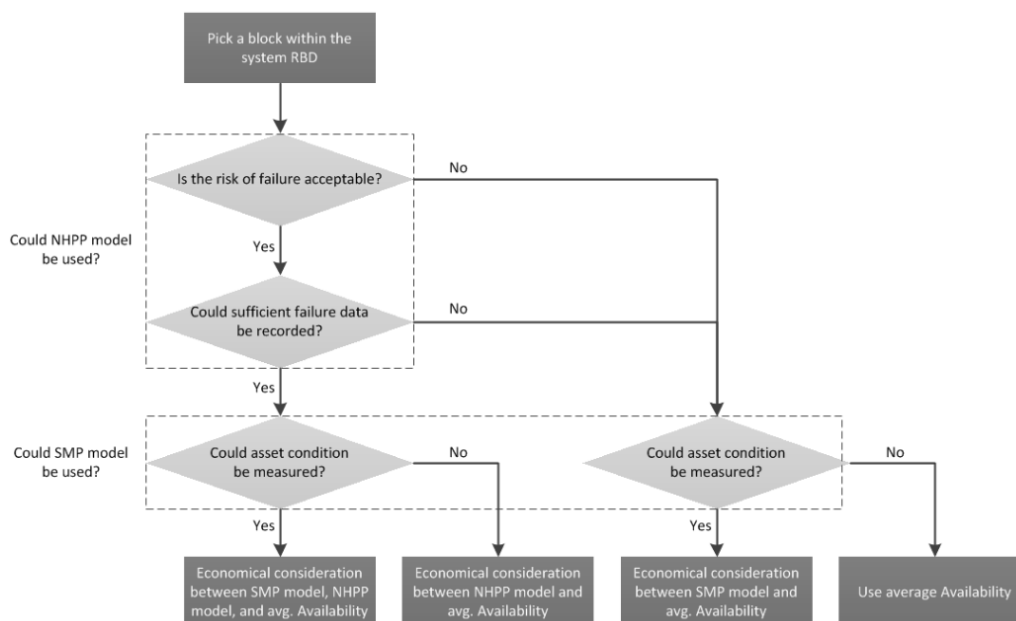 Pick a block within the
system RBD
Is the risk of failure acceptable?
No
Could NHPP model
be used?
Yes
Could sufficient failure data
be recorded?
No
Yes
Could SMP model
be used?
Could asset condition
be measured?
No
Could asset condition
be measured?
No
Yes
Yes
Economical consideration
between SMP model, NHPP
model, and avg. Availability
Economical consideration
between NHPP model and
avg. Availability
Economical consideration
between SMP model and
avg. Availability
Use average Availability